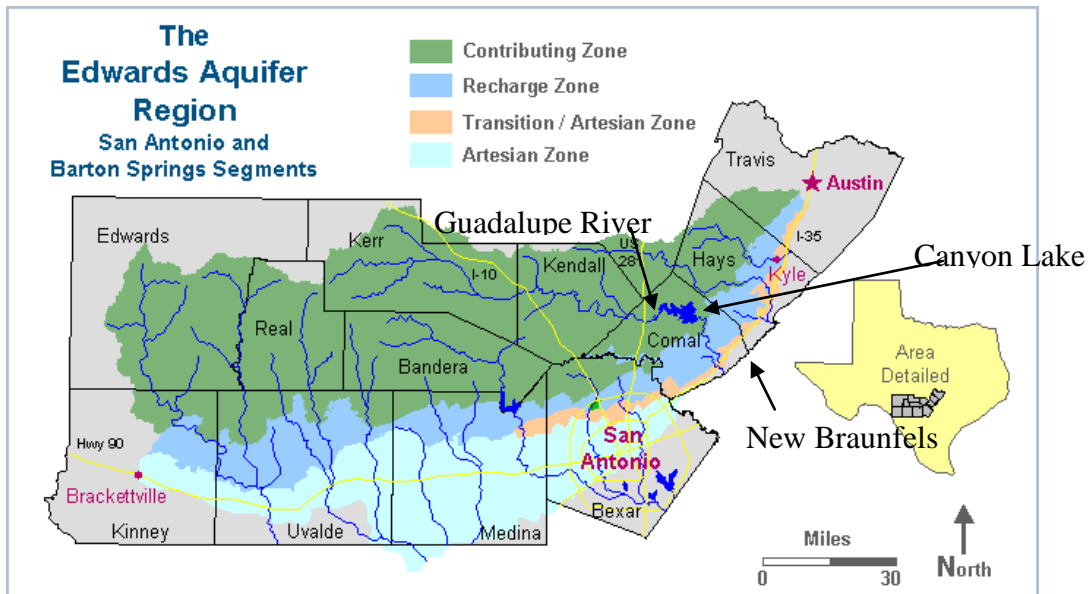 The
Edwards Aquifer
Region
San Antonio and
Barton Springs Segments
Contributing Zone
Recharge Zone
Transition / Artesian Zone
Artesian Zone
Travis
Austin
Guadalupe River
Edwards
Kerr
US
28
I-35
Hays
Kendall
I-10
Kyle
Canyon Lake
Real
Comal
Bandera
Area
Detailed
Hwy 90
San
Antonio
New Braunfels
Brackettville
Bexar
Kinney
Uvalde
Medina
Miles
0
30
North